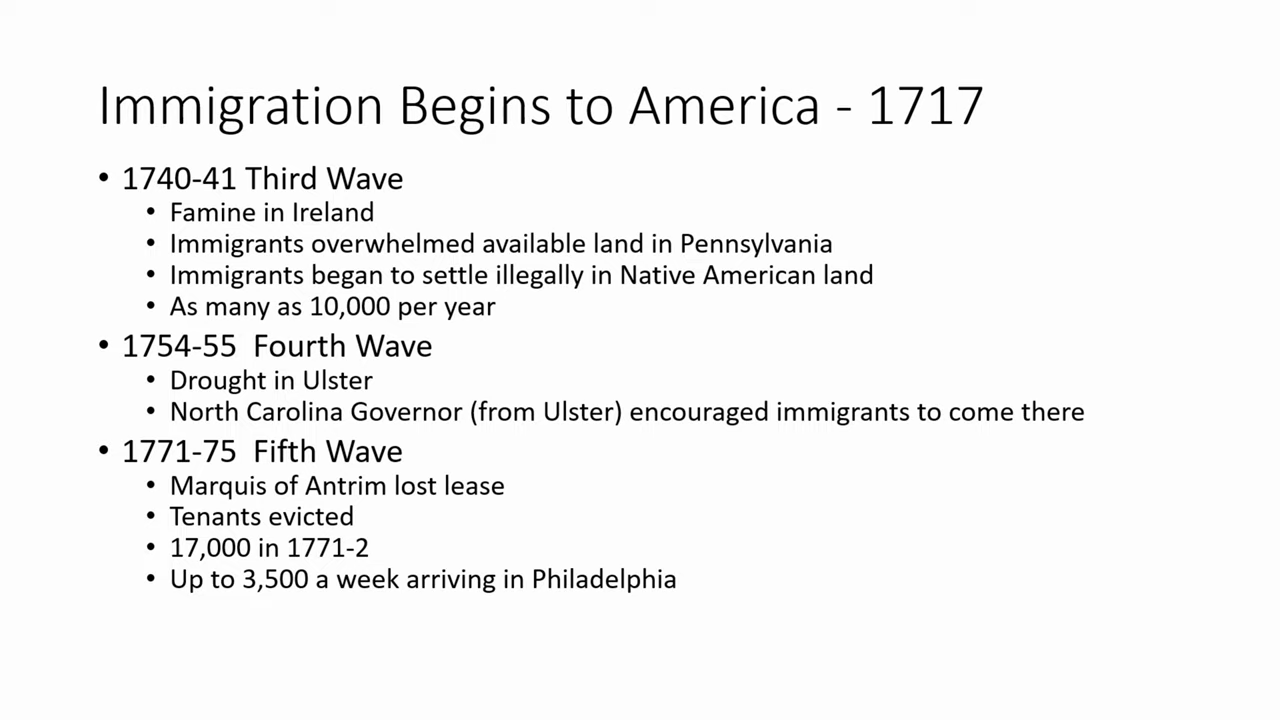 Immigration Begins to America - 1717
• 1740-41 Third Wave
• Famine in Ireland
• Immigrants overwhelmed available land in Pennsylvania
• Immigrants began to settle illegally in Native American land
• As many as 10,000 per year
• 1754-55  Fourth Wave
• Drought in Ulster
• North Carolina Governor (from Ulster) encouraged immigrants to come there
• 1771-75  Fifth Wave
• Marquis of Antrim lost lease
• Tenants evicted
• 17,000 in 1771-2
• Up to 3,500 a week arriving in Philadelphia